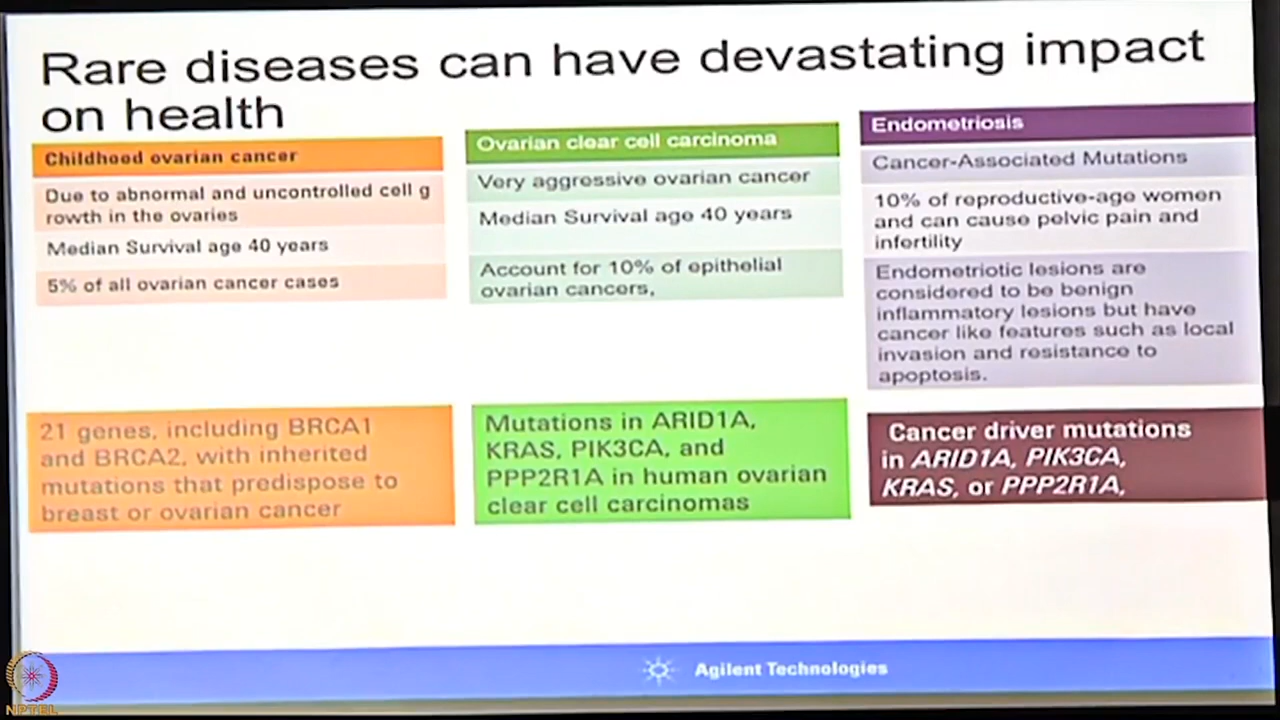 Rare diseases can have devastating impact
on health
Childhood ovarian cancer
Due to abnormal and uncontrolled cell g
rowth in the ovaries
Median Survival age 40 years
5% of all ovarian cancer cases
21 genes, including BRCA1
and BRCA2, with inherited
mutations that predispose to
breast or ovarian cancer
Ovarian clear cell carcinoma
Very aggressive ovarian cancer
Median Survival age 40 years
Account for 10% of epithelial
ovarian cancers,
Mutations in ARID1A,
KRAS, PIK3CA, and
PPP2R1A in human ovarian
clear cell carcinomas
Endometriosis
Cancer-Associated Mutations
10% of reproductive-age women
and can cause pelvic pain and
infertility
Endometriotic lesions are
considered to be benign
inflammatory lesions but have
cancer like features such as local
invasion and resistance to
apoptosis.
Cancer driver mutations
in ARID1A, PIK3CA,
KRAS, or PPP2R1A,
Agilent Technologies
NPTEL